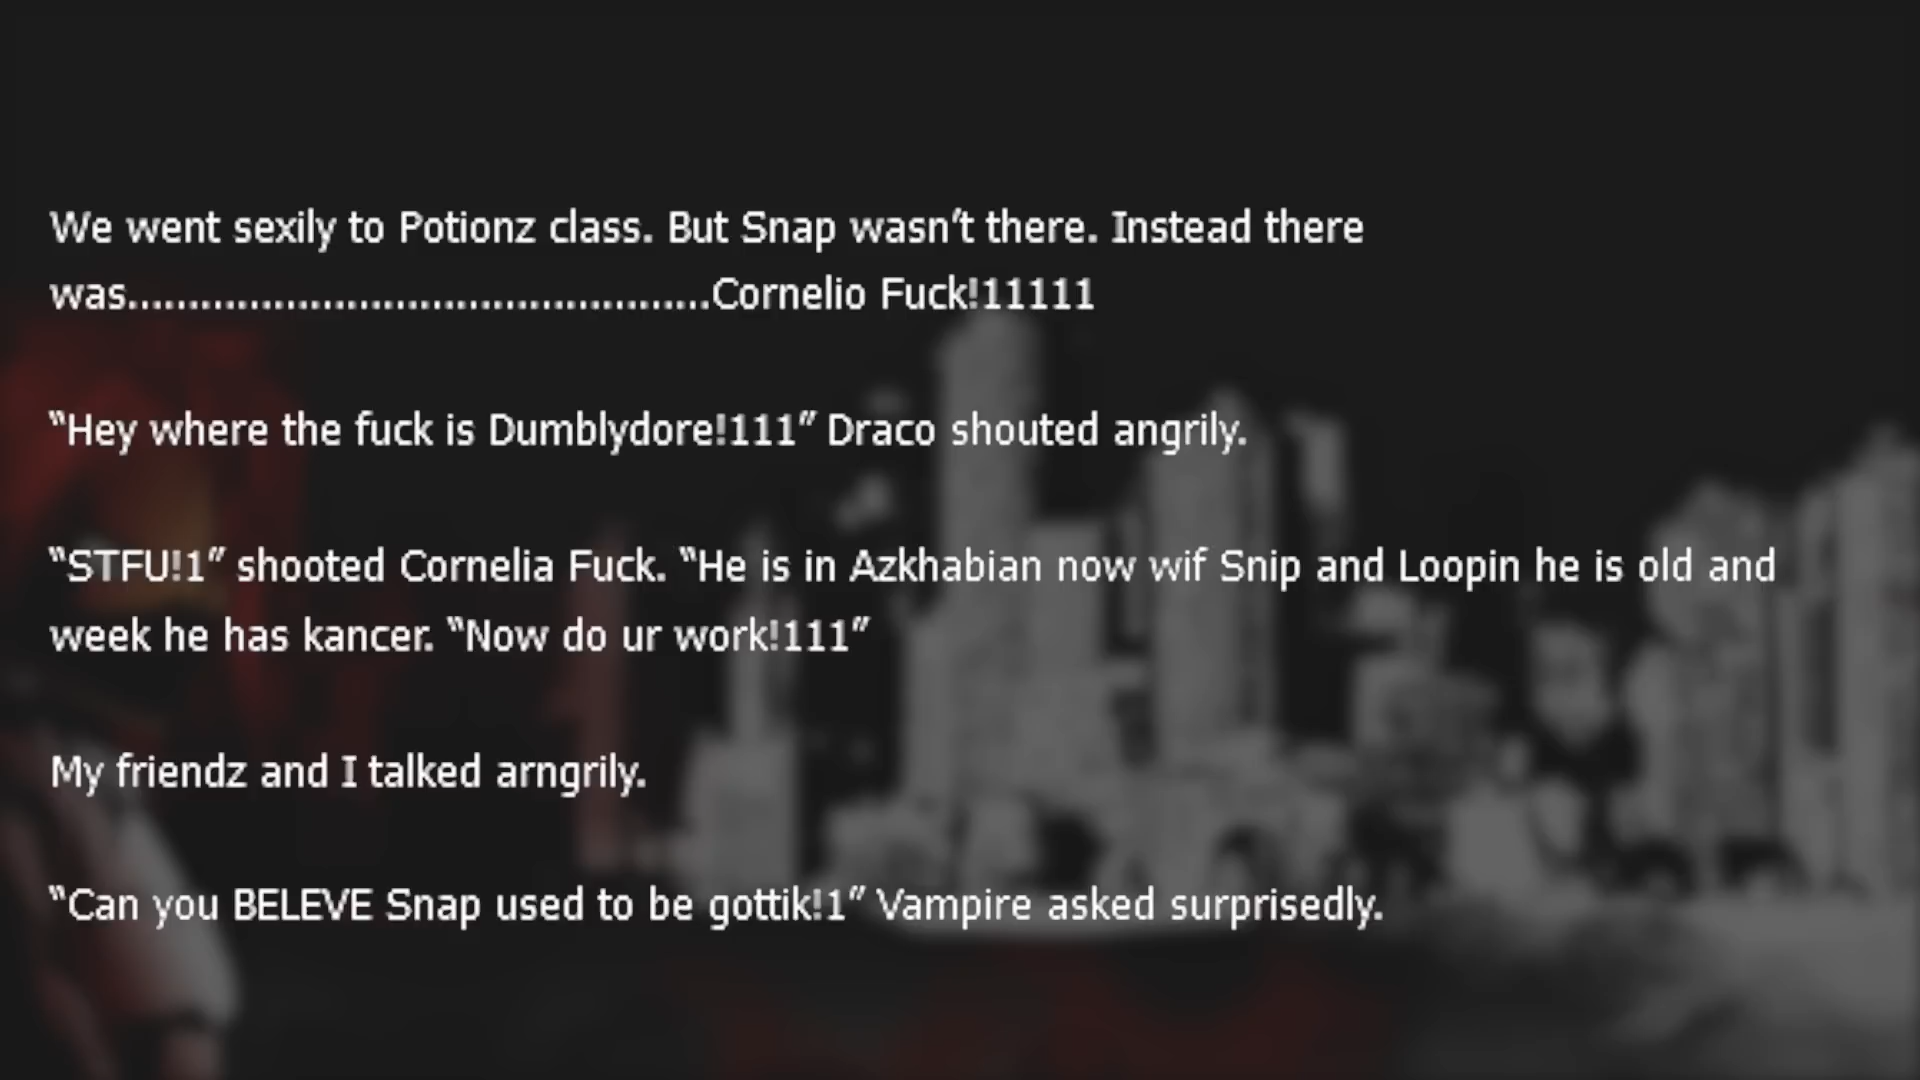 We went sexily to Potionz class. But Snap wasn’t there. Instead there
was................................................Cornelio Fuck!11111
“Hey where the fuck is Dumblydore!111” Draco shouted angrily.
“STFU!1” shooted Cornelia Fuck. “He is in Azkhabian now wif Snip and Loopin he is old and
week he has kancer. “Now do ur work!111”
My friendz and I talked arngrily.
“Can you BELEVE Snap used to be gottik!1” Vampire asked surprisedly.